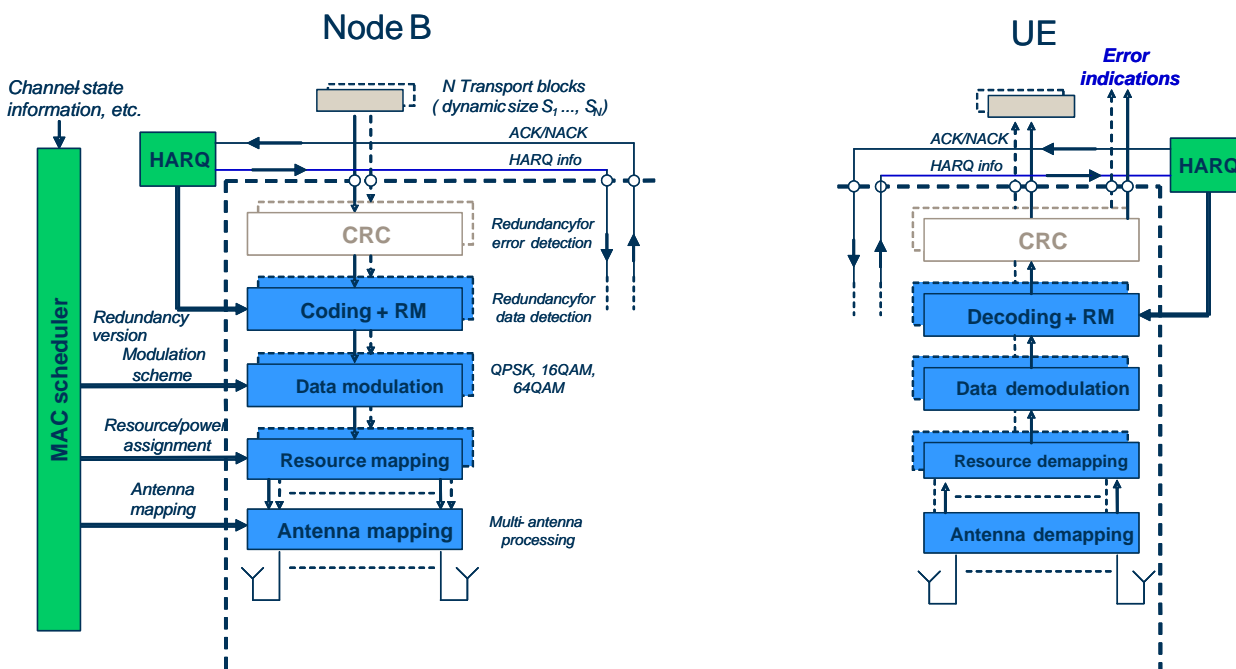 Node B
UE
Channel-state
information, etc.
N Transport blocks
( dynamic size S1 ..., SN)
Error
indications
ACK/NACK
HARQ
HARQ info
ACK/NACK
HARQ info
HARQ
CRC
Redundancyfor
error detection
CRC
Coding + RM
Redundancyfor
data detection
Decoding + RM
Redundancy
version
Modulation
scheme
Data modulation
QPSK, 16QAM,
64QAM
Data demodulation
MAC scheduler
Resource/power
assignment
Resource mapping
Resource demapping
Antenna
mapping
Antenna mapping
Multi- antenna
processing
Antenna demapping